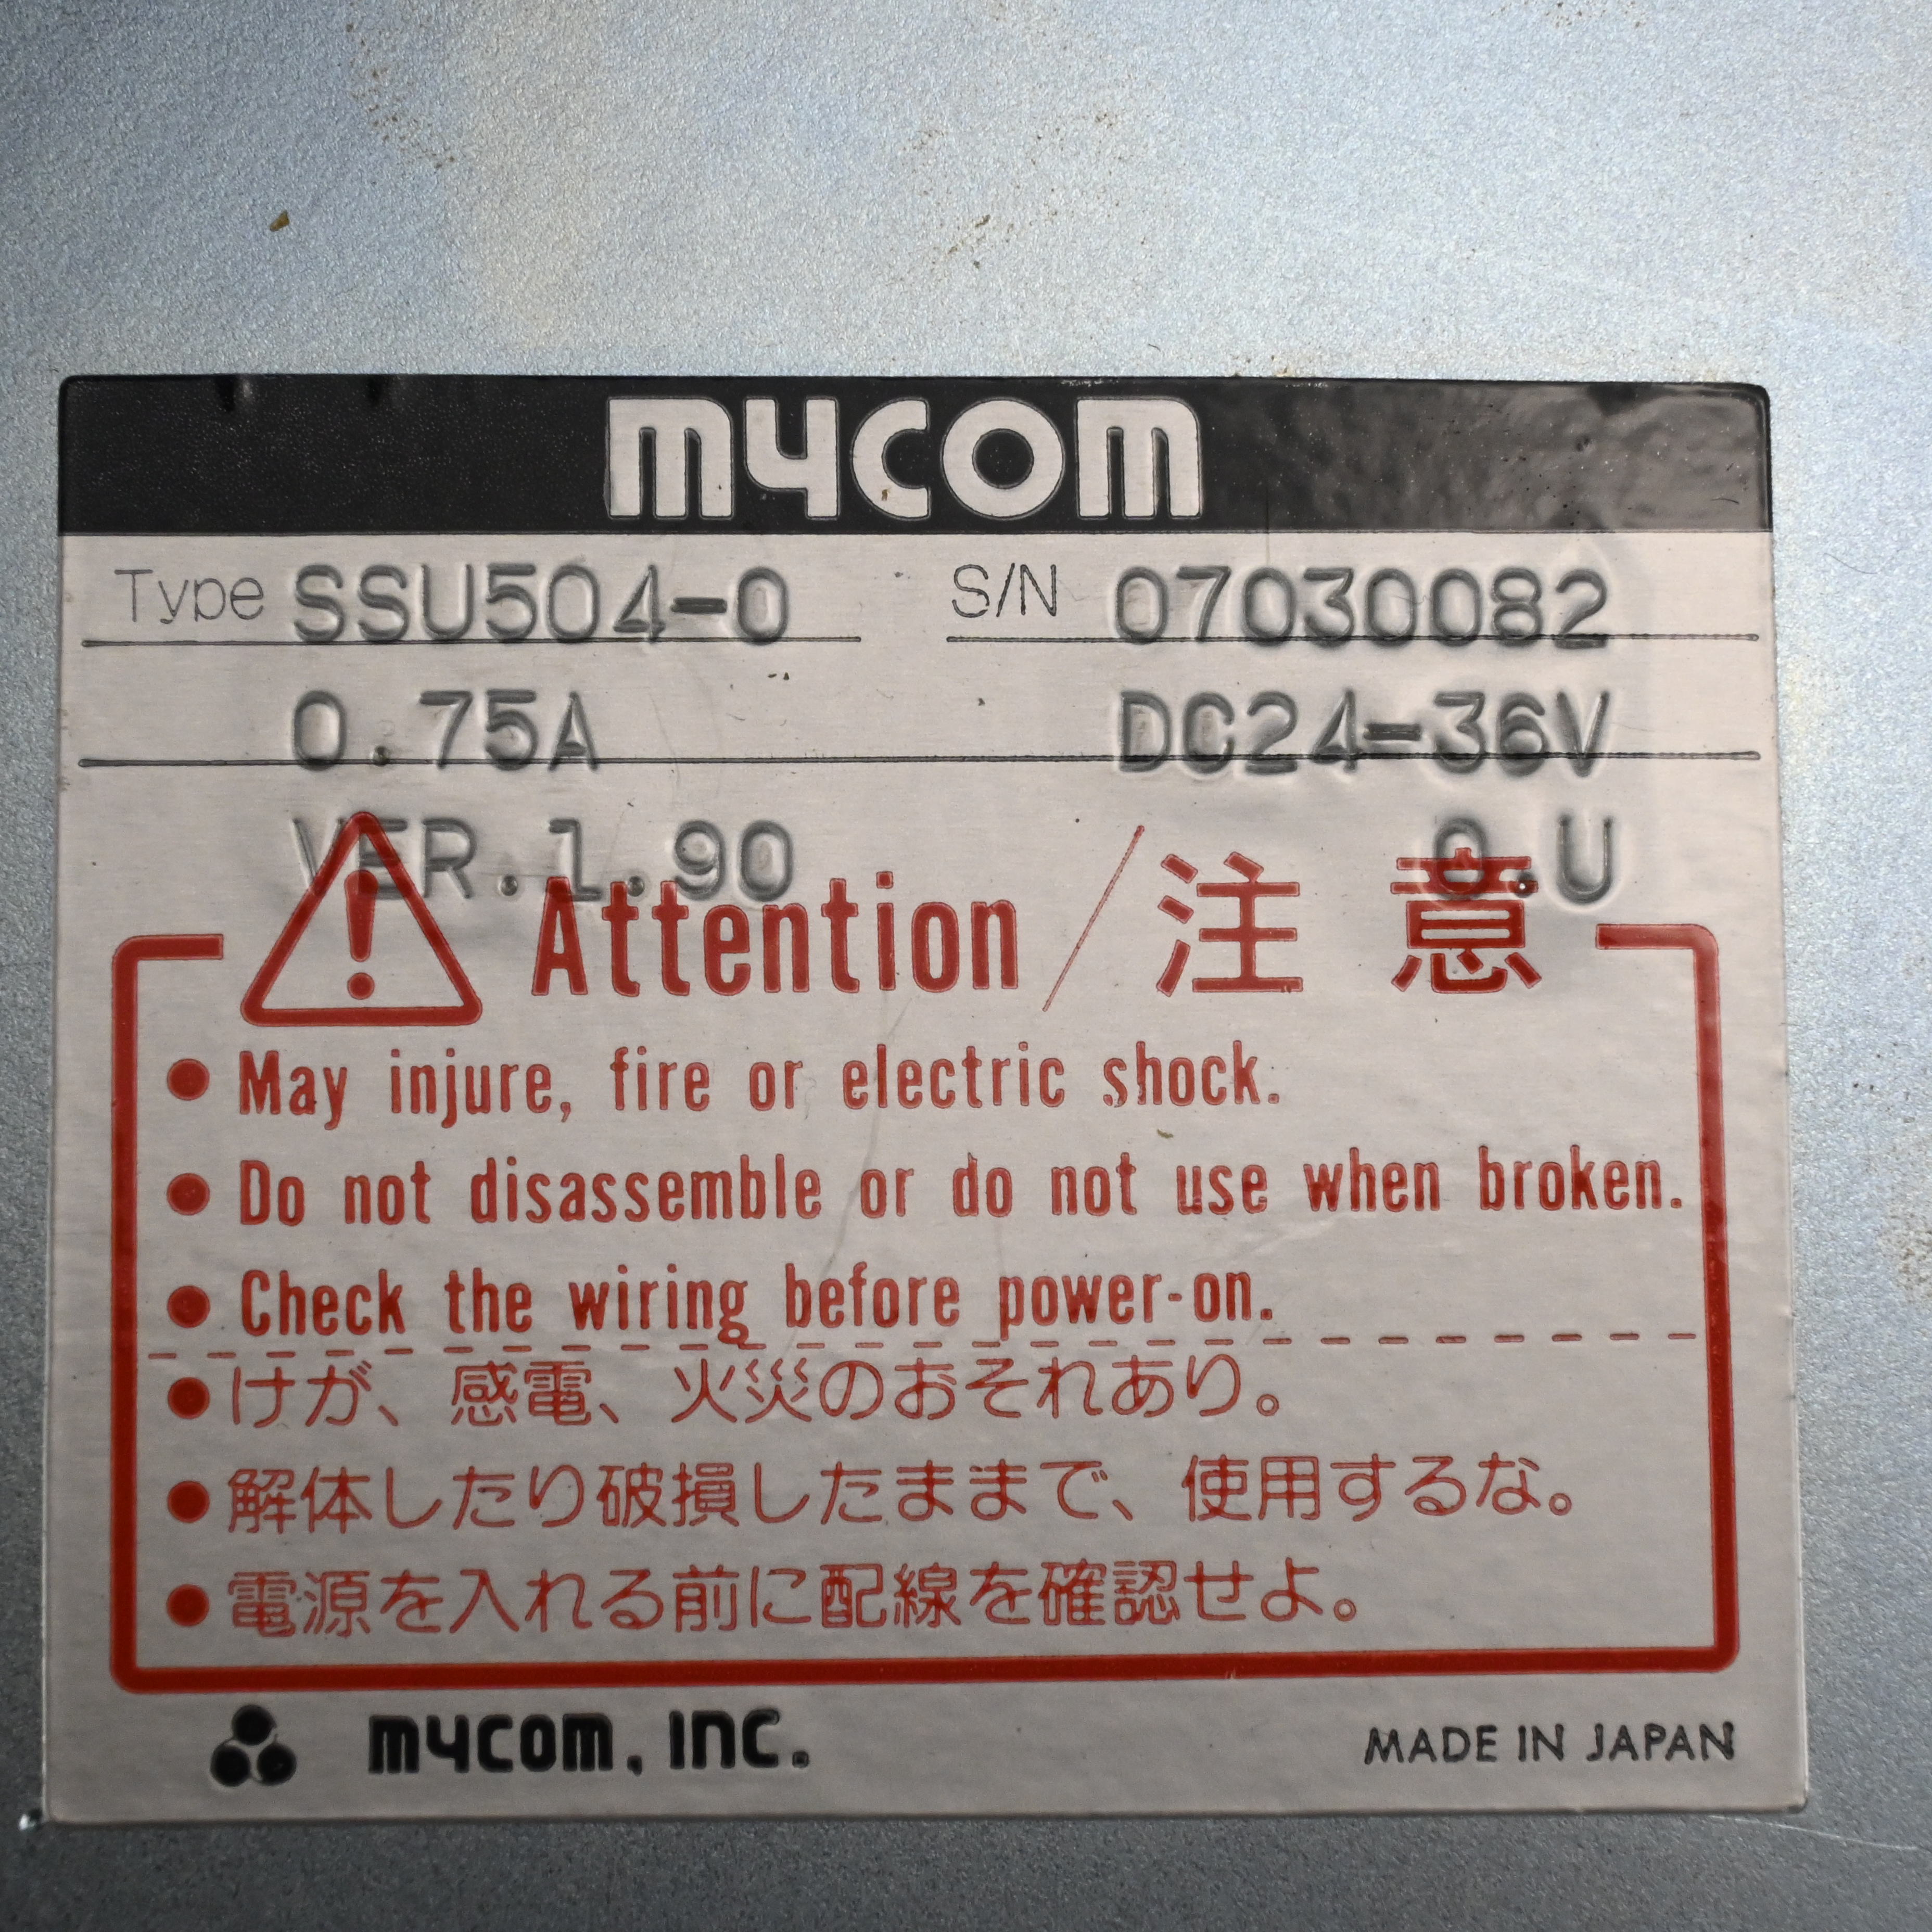 mycom
Type SSU504-0 S/N 07030082
0.75A DC24-36V
VER.1.90 0.U
Attention/注意
● May injure, fire or electric shock.
● Do not disassemble or do not use when broken.
● Check the wiring before power-on.
● けが、感電、火災のおそれあり。
● 解体したり破損したままで、使用するな。
● 電源を入れる前に配線を確認せよ。
mycom, inc. MADE IN JAPAN